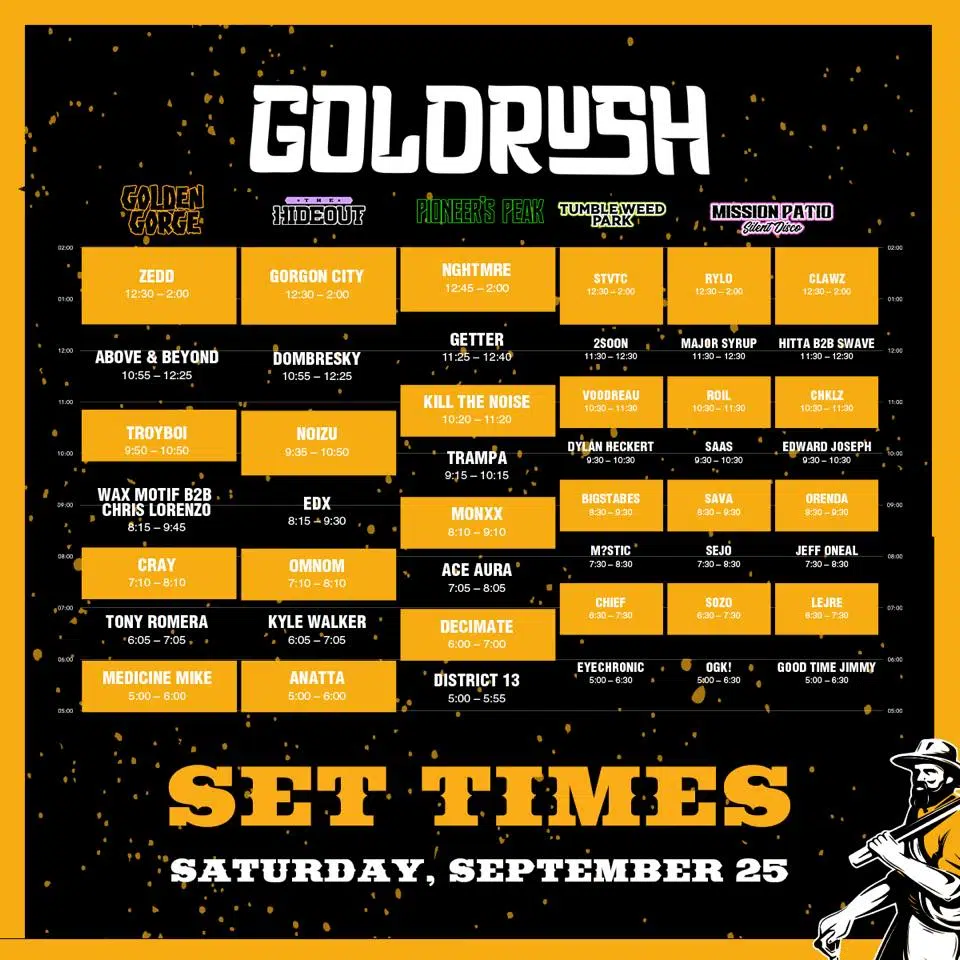 GOLDRUSH
GOLDEN
GORGE
THE
HIDEOUT
PIONEER'S PEAK
TUMBLEWEED
PARK
MISSION PATIO
Silent Disco
02:00
01:00
12:00
11:00
10:00
09:00
08:00
07:00
06:00
05:00
ZEDD
12:30 – 2:00
ABOVE & BEYOND
10:55 – 12:25
TROYBOI
9:50 – 10:50
WAX MOTIF B2B
CHRIS LORENZO
8:15 – 9:45
CRAY
7:10 – 8:10
TONY ROMERA
6:05 – 7:05
MEDICINE MIKE
5:00 – 6:00
GORGON CITY
12:30 – 2:00
DOMBRESKY
10:55 – 12:25
NOIZU
9:35 – 10:50
EDX
8:15 – 9:30
OMNOM
7:10 – 8:10
KYLE WALKER
6:05 – 7:05
ANATTA
5:00 – 6:00
NGHTMRE
12:45 – 2:00
GETTER
11:25 – 12:40
KILL THE NOISE
10:20 – 11:20
TRAMPA
9:15 – 10:15
MONXX
8:10 – 9:10
ACE AURA
7:05 – 8:05
DECIMATE
6:00 – 7:00
DISTRICT 13
5:00 – 5:55
STVTC
12:30 – 2:00
2SOON
11:30 – 12:30
VOODREAU
10:30 – 11:30
DYLAN HECKERT
9:30 – 10:30
BIGSTABES
8:30 – 9:30
M?STIC
7:30 – 8:30
CHIEF
6:30 – 7:30
EYECHRONIC
5:00 – 6:30
RYLO
12:30 – 2:00
MAJOR SYRUP
11:30 – 12:30
ROIL
10:30 – 11:30
SAAS
9:30 – 10:30
SAVA
8:30 – 9:30
SEJO
7:30 – 8:30
SOZO
6:30 – 7:30
OGK!
5:00 – 6:30
CLAWZ
12:30 – 2:00
HITTA B2B SWAVE
11:30 – 12:30
CHKLZ
10:30 – 11:30
EDWARD JOSEPH
9:30 – 10:30
ORENDA
8:30 – 9:30
JEFF ONEAL
7:30 – 8:30
LEJRE
6:30 – 7:30
GOOD TIME JIMMY
5:00 – 6:30
02:00
01:00
12:00
11:00
10:00
09:00
08:00
07:00
06:00
05:00
SET TIMES
SATURDAY, SEPTEMBER 25